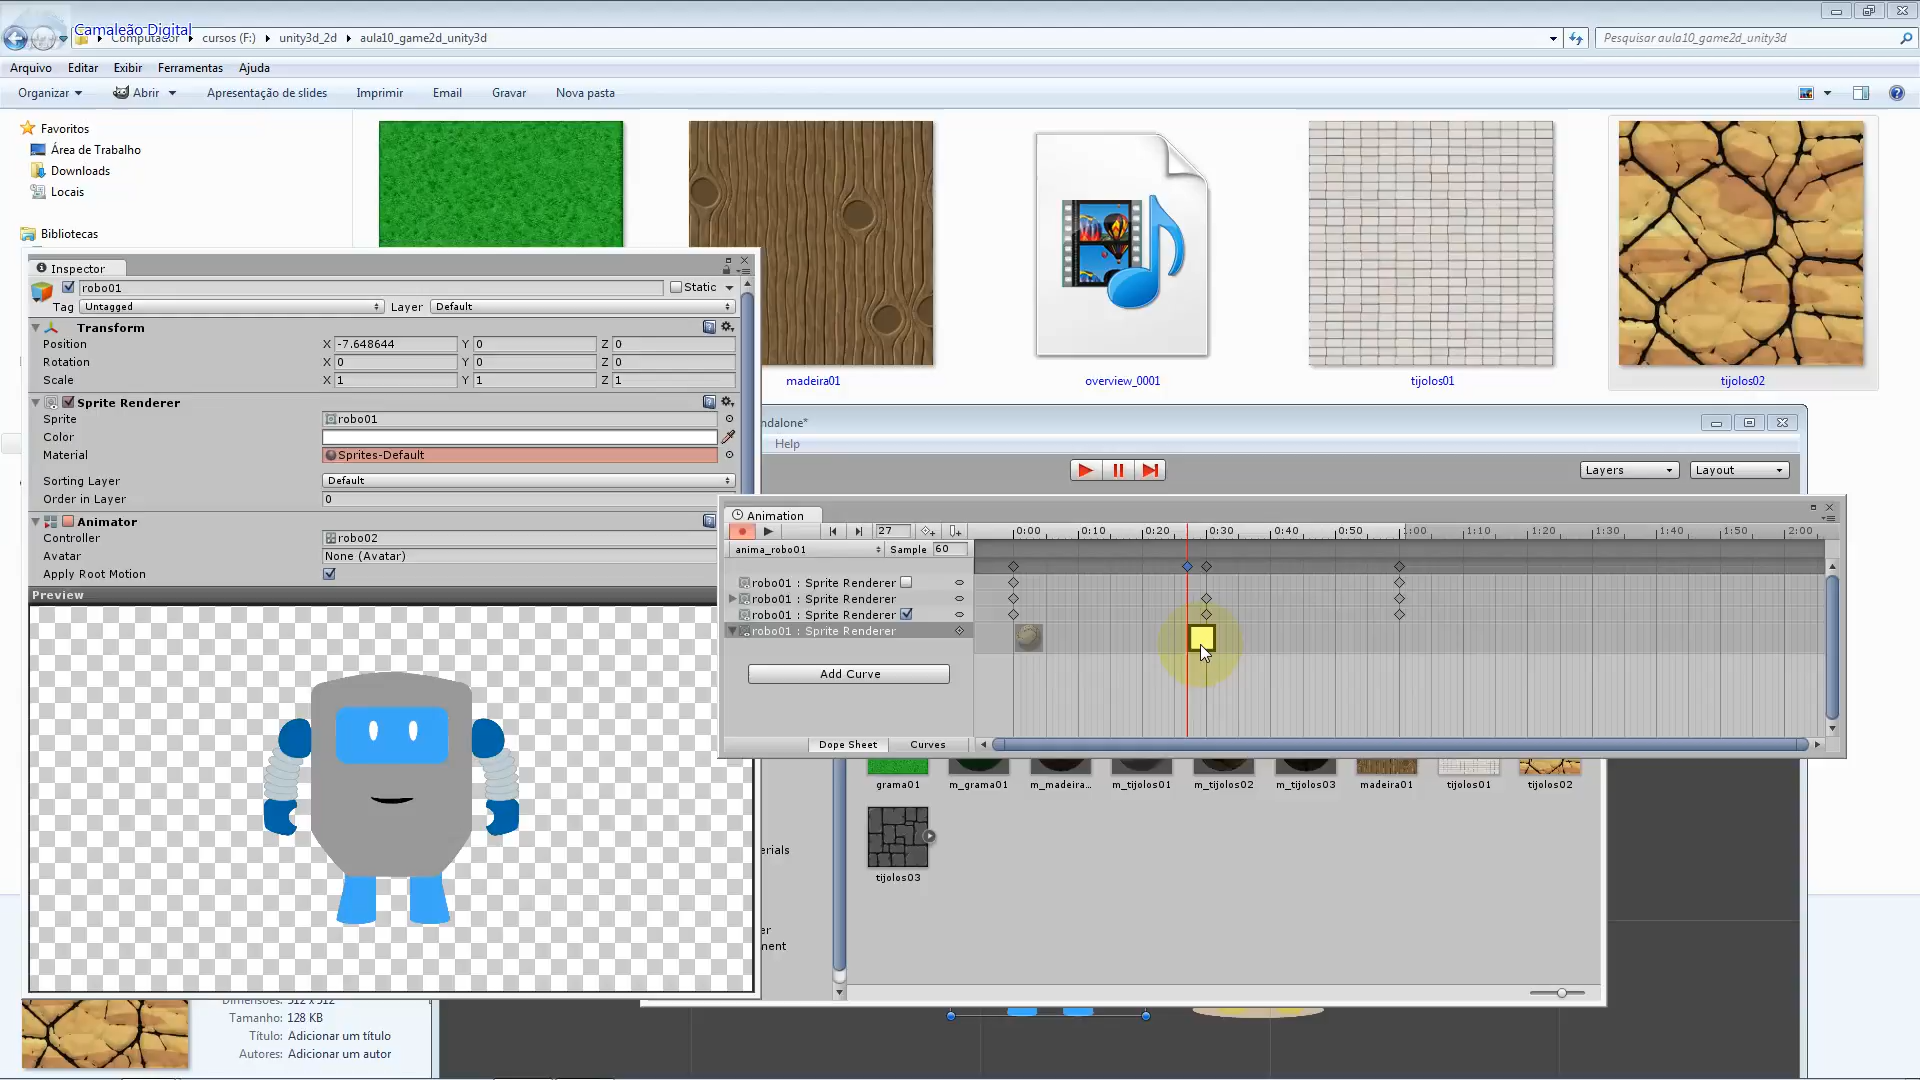 Camaleão Digital
Computador
cursos (F:)
unity3d_2d
aula10_game2d_unity3d
Pesquisar aula10_game2d_unity3d
Arquivo
Editar
Exibir
Ferramentas
Ajuda
Organizar
Abrir
Apresentação de slides
Imprimir
Email
Gravar
Nova pasta
Favoritos
Área de Trabalho
Downloads
Locais
Bibliotecas
madeira01
overview_0001
tijolos01
tijolos02
Inspector
robo01
Static
Tag
Untagged
Layer
Default
Transform
Position
X -7.648644 Y 0 Z 0
Rotation
X 0 Y 0 Z 0
Scale
X 1 Y 1 Z 1
Sprite Renderer
Sprite
robo01
Color
Material
Sprites-Default
Sorting Layer
Default
Order in Layer
0
Animator
Controller
robo02
Avatar
None (Avatar)
Apply Root Motion
Preview
ndalone*
Help
Layers
Layout
Animation
27
0:00 0:10 0:20 0:30 0:40 0:50 1:00 1:10 1:20 1:30 1:40 1:50 2:00
anima_robo01
Sample 60
robo01 : Sprite Renderer
robo01 : Sprite Renderer
robo01 : Sprite Renderer
robo01 : Sprite Renderer
Add Curve
Dope Sheet
Curves
grama01
m_grama01
m_madeira...
m_tijolos01
m_tijolos02
m_tijolos03
madeira01
tijolos01
tijolos02
erials
tijolos03
er
nent
Dimensões: 512 x 512
Tamanho: 128 KB
Título: Adicionar um título
Autores: Adicionar um autor